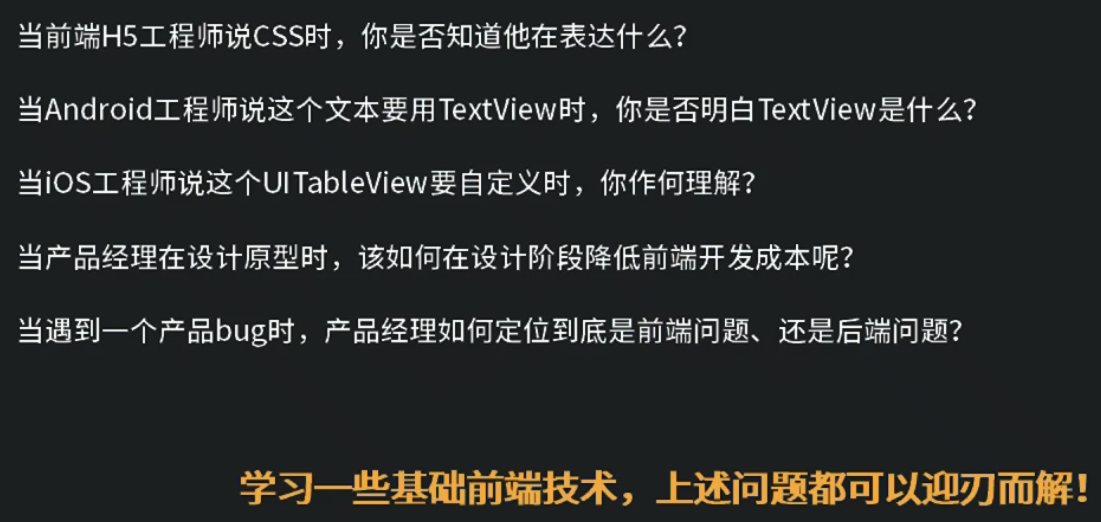 当前端H5工程师说CSS时，你是否知道他在表达什么？
当Android工程师说这个文本要用TextView时，你是否明白TextView是什么？
当iOS工程师说这个UITableView要自定义时，你作何理解？
当产品经理在设计原型时，该如何在设计阶段降低前端开发成本呢？
当遇到一个产品bug时，产品经理如何定位到底是前端问题、还是后端问题？
学习一些基础前端技术，上述问题都可以迎刃而解！